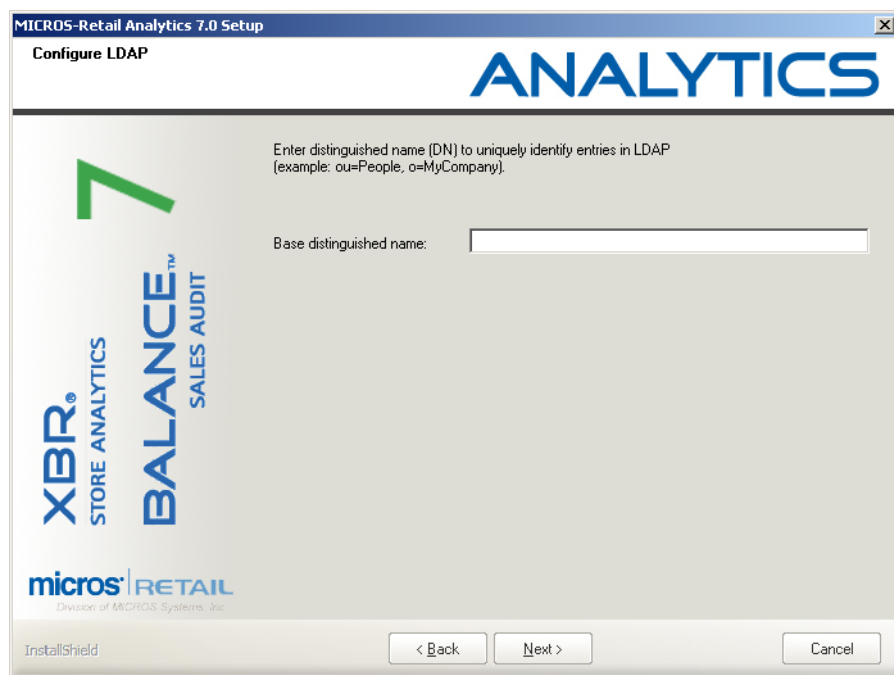 MICROS-Retail Analytics 7.0 Setup
Configure LDAP
ANALYTICS
Enter distinguished name (DN) to uniquely identify entries in LDAP
(example: ou=People, o=MyCompany).
Base distinguished name:
7
XBR®
STORE ANALYTICS
BALANCE™
SALES AUDIT
micros® RETAIL
Division of MICROS Systems, Inc
InstallShield
< Back
Next >
Cancel